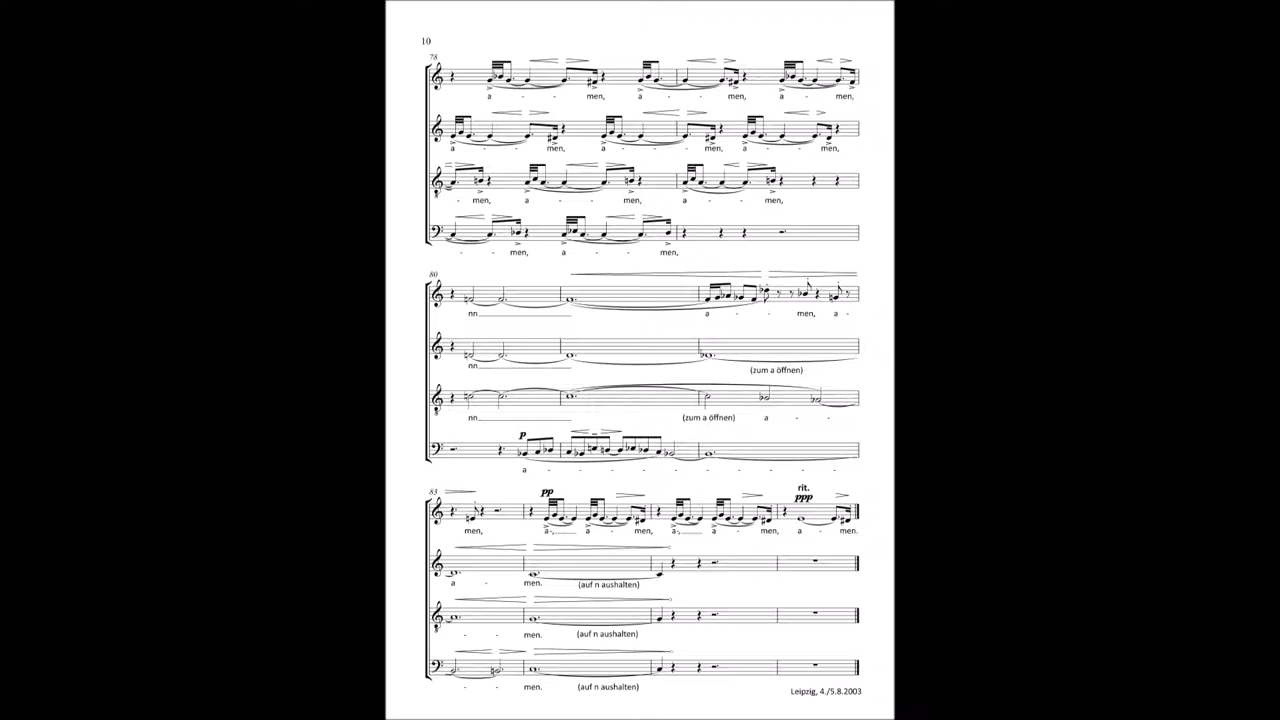 10
78
a - - - men, a - - men, a - - men,
a - - men, a - - men, a - - men,
- men, a - - men, a - - men,
- - men, a - - men,
80
nn a - - men, a-
nn (zum a öffnen)
nn (zum a öffnen) a - -
p
a - - - - - - - -
83
pp
rit.
ppp
men, a-, a - men, a-, a - men, a - men.
a - men. (auf n aushalten)
- - men. (auf n aushalten)
- - men. (auf n aushalten)
Leipzig, 4./5.8.2003